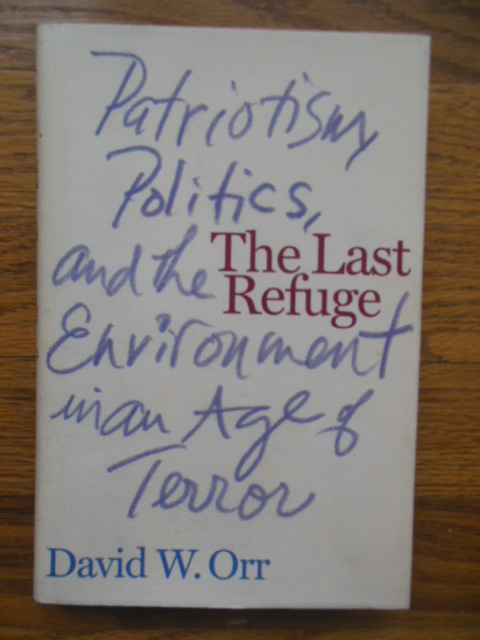 Patriotism,
Politics,
and the
Environment
in an Age of
Terror
The Last
Refuge
David W. Orr